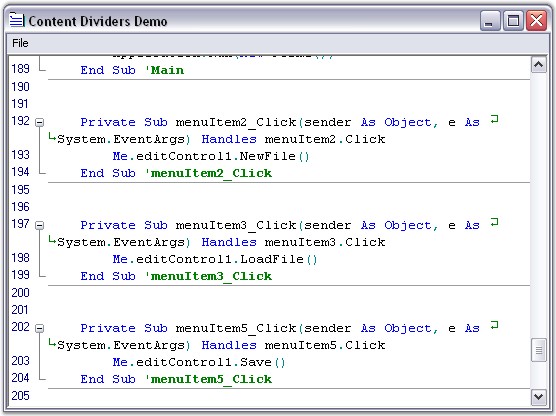 Content Dividers Demo
File
189 End Sub 'Main
190
191
192 Private Sub menuItem2_Click(sender As Object, e As
System.EventArgs) Handles menuItem2.Click
193 Me.editControl1.NewFile()
194 End Sub 'menuItem2_Click
195
196
197 Private Sub menuItem3_Click(sender As Object, e As
System.EventArgs) Handles menuItem3.Click
198 Me.editControl1.LoadFile()
199 End Sub 'menuItem3_Click
200
201
202 Private Sub menuItem5_Click(sender As Object, e As
System.EventArgs) Handles menuItem5.Click
203 Me.editControl1.Save()
204 End Sub 'menuItem5_Click
205